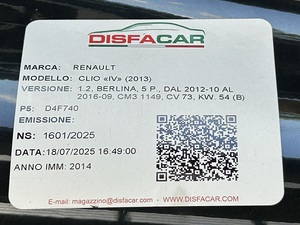 DISFACAR
MARCA: RENAULT
MODELLO: CLIO «IV» (2013)
VERSIONE: 1.2, BERLINA, 5 P., DAL 2012-10 AL
2016-09, CM3 1149, CV 73, KW. 54 (B)
P5: D4F740
EMISSIONE:
NS: 1601/2025
DATA: 18/07/2025 16:49:00
ANNO IMM: 2014
E-mail: magazzino@disfacar.com www.disfacar.com